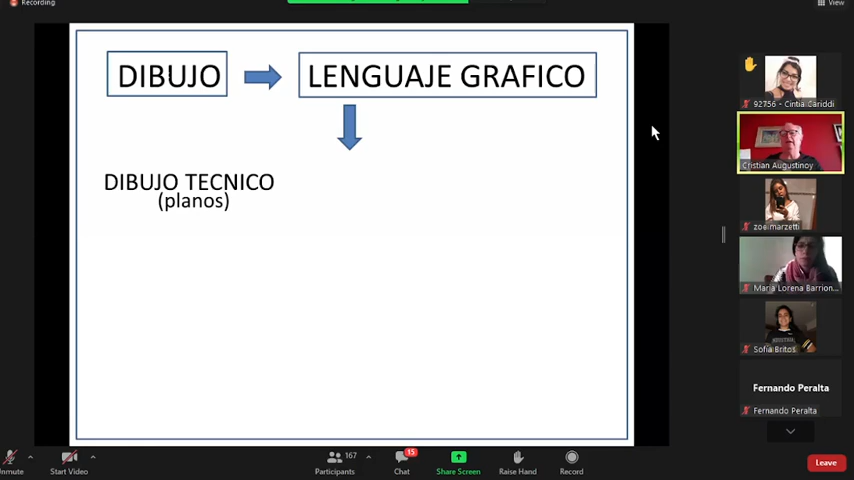 Recording
View
DIBUJO
LENGUAJE GRAFICO
DIBUJO TECNICO
(planos)
92756 - Cintia Cariddi
Cristian Augustinoy
zoe marzetti
Maria Lorena Barrion...
Sofia Britos
Fernando Peralta
Fernando Peralta
Unmute
Start Video
167
Participants
15
Chat
Share Screen
Raise Hand
Record
Leave